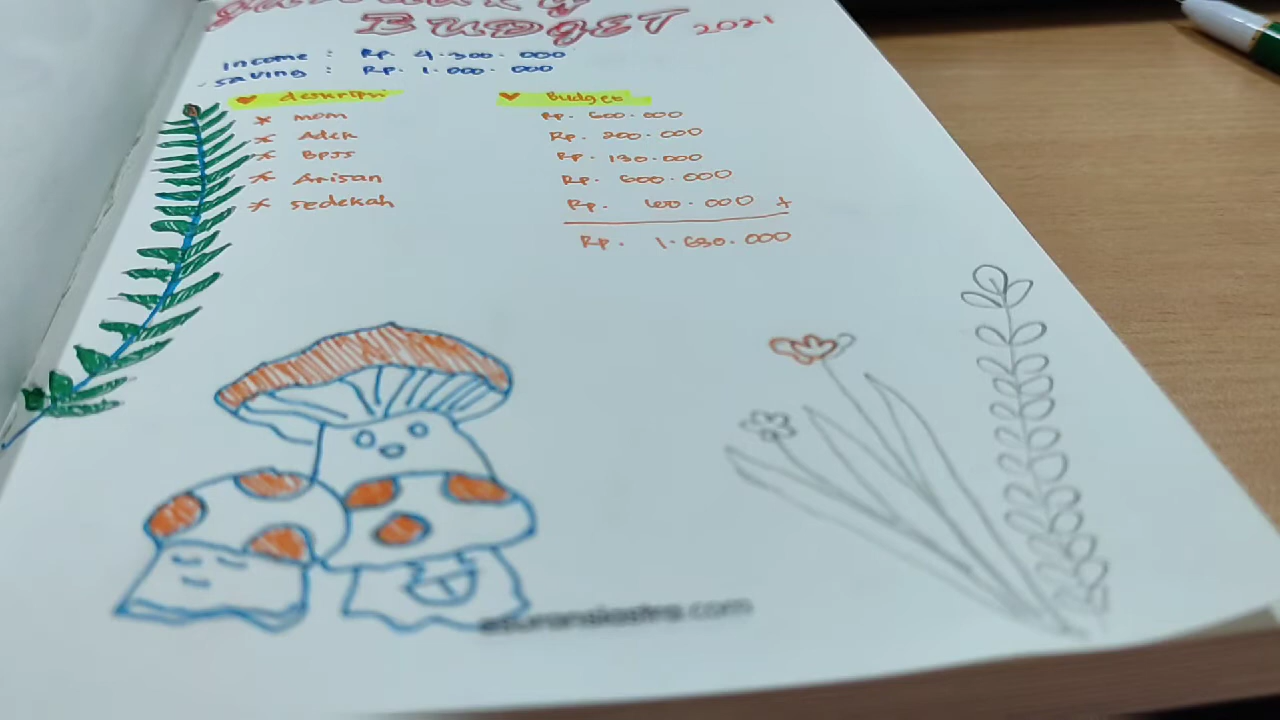 January
BUDGET 2021
Income : Rp. 4.300.000
Saving : Rp. 1.000.000
deskripsi Budget
mom Rp. 600.000
Adek Rp. 200.000
BPJS Rp. 130.000
Arisan Rp. 600.000
Sedekah Rp. 100.000 +
Rp. 1.630.000